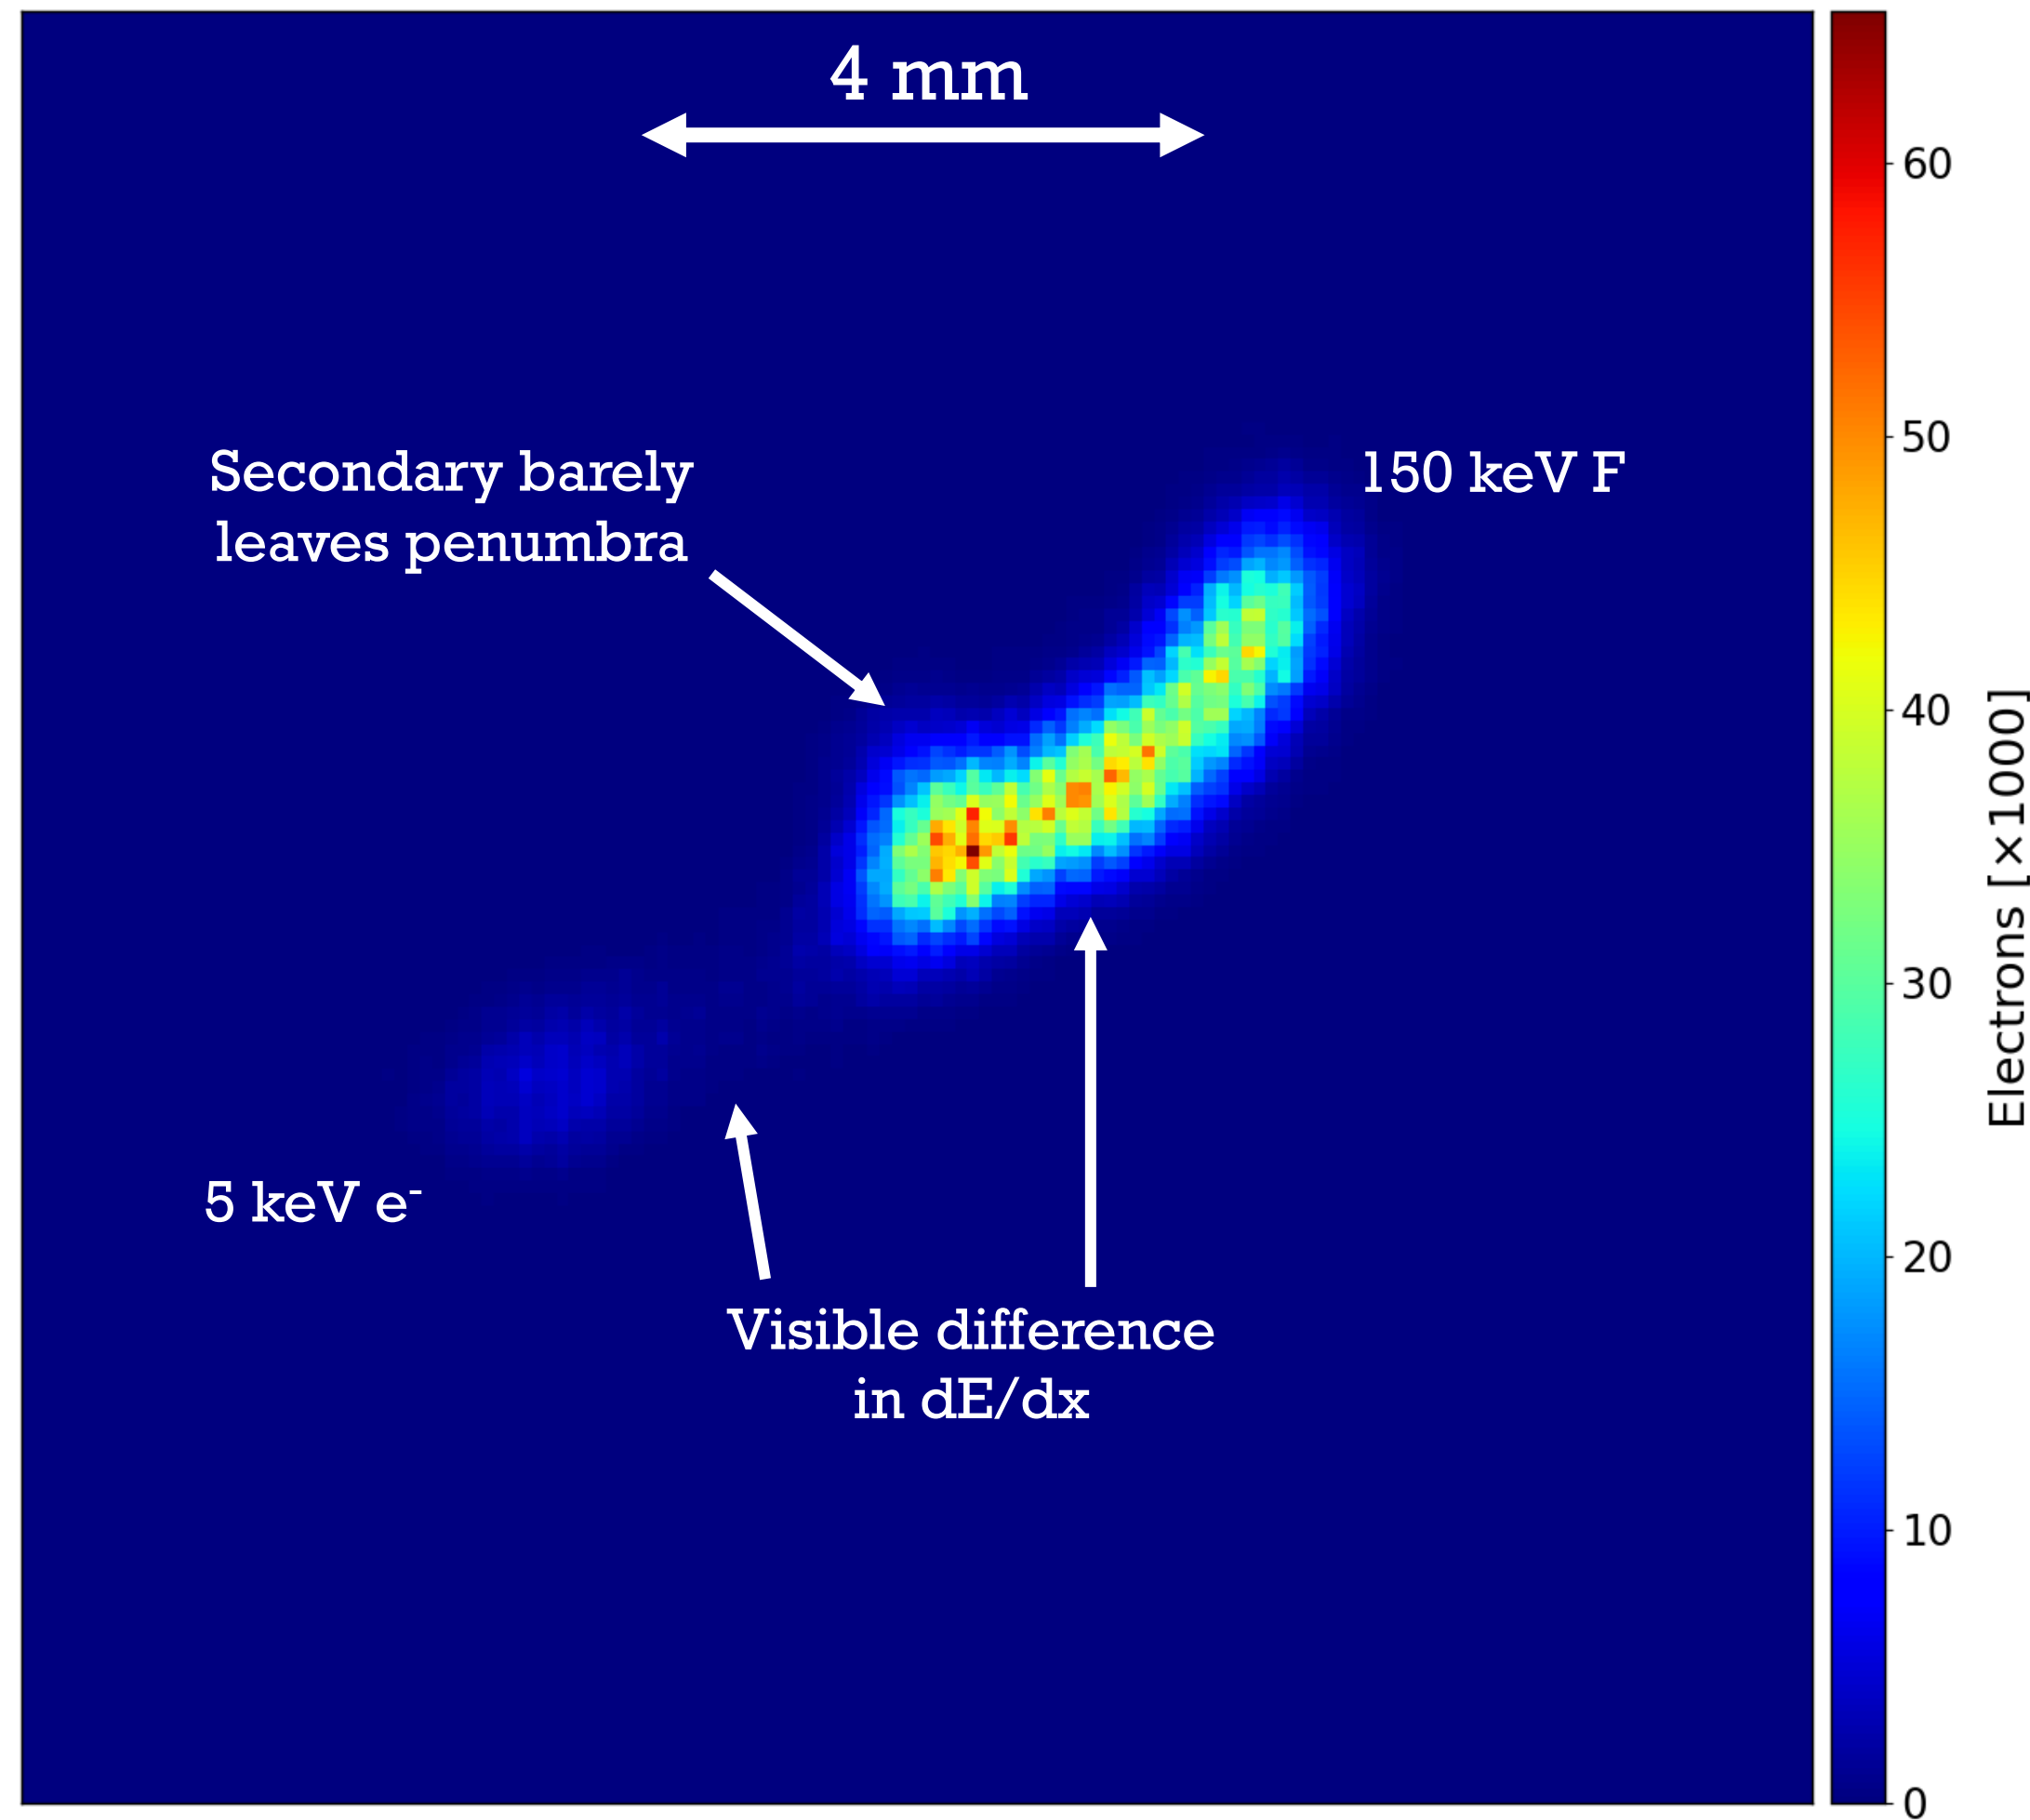 4 mm
Secondary barely
leaves penumbra
150 keV F
5 keV e⁻
Visible difference
in dE/dx
60
50
40
30
20
10
0
Electrons [×1000]